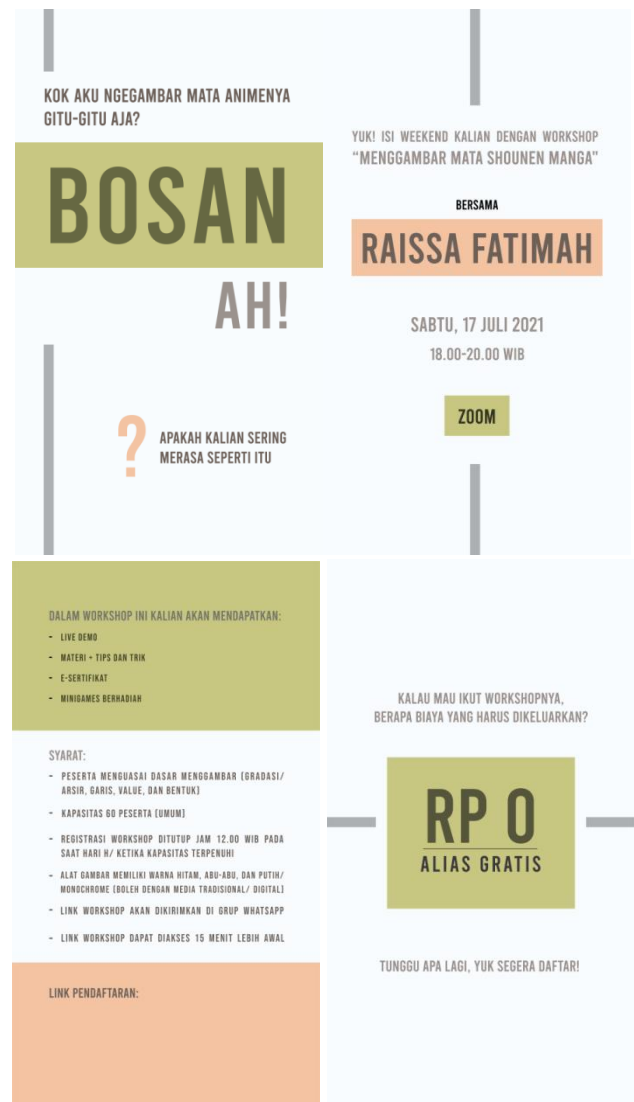 KOK AKU NGEGAMBAR MATA ANIMENYA
GITU-GITU AJA?
BOSAN
AH!
?
APAKAH KALIAN SERING
MERASA SEPERTI ITU
YUK! ISI WEEKEND KALIAN DENGAN WORKSHOP
“MENGGAMBAR MATA SHOUNEN MANGA”
BERSAMA
RAISSA FATIMAH
SABTU, 17 JULI 2021
18.00-20.00 WIB
ZOOM
DALAM WORKSHOP INI KALIAN AKAN MENDAPATKAN:
- LIVE DEMO
- MATERI + TIPS DAN TRIK
- E-SERTIFIKAT
- MINIGAMES BERHADIAH
SYARAT:
- PESERTA MENGUASAI DASAR MENGGAMBAR (GRADASI/
ARSIR, GARIS, VALUE, DAN BENTUK)
- KAPASITAS 60 PESERTA (UMUM)
- REGISTRASI WORKSHOP DITUTUP JAM 12.00 WIB PADA
SAAT HARI H/ KETIKA KAPASITAS TERPENUHI
- ALAT GAMBAR MEMILIKI WARNA HITAM, ABU-ABU, DAN PUTIH/
MONOCHROME (BOLEH DENGAN MEDIA TRADISIONAL/ DIGITAL)
- LINK WORKSHOP AKAN DIKIRIMKAN DI GRUP WHATSAPP
- LINK WORKSHOP DAPAT DIAKSES 15 MENIT LEBIH AWAL
LINK PENDAFTARAN:
KALAU MAU IKUT WORKSHOPNYA,
BERAPA BIAYA YANG HARUS DIKELUARKAN?
RP 0
ALIAS GRATIS
TUNGGU APA LAGI, YUK SEGERA DAFTAR!